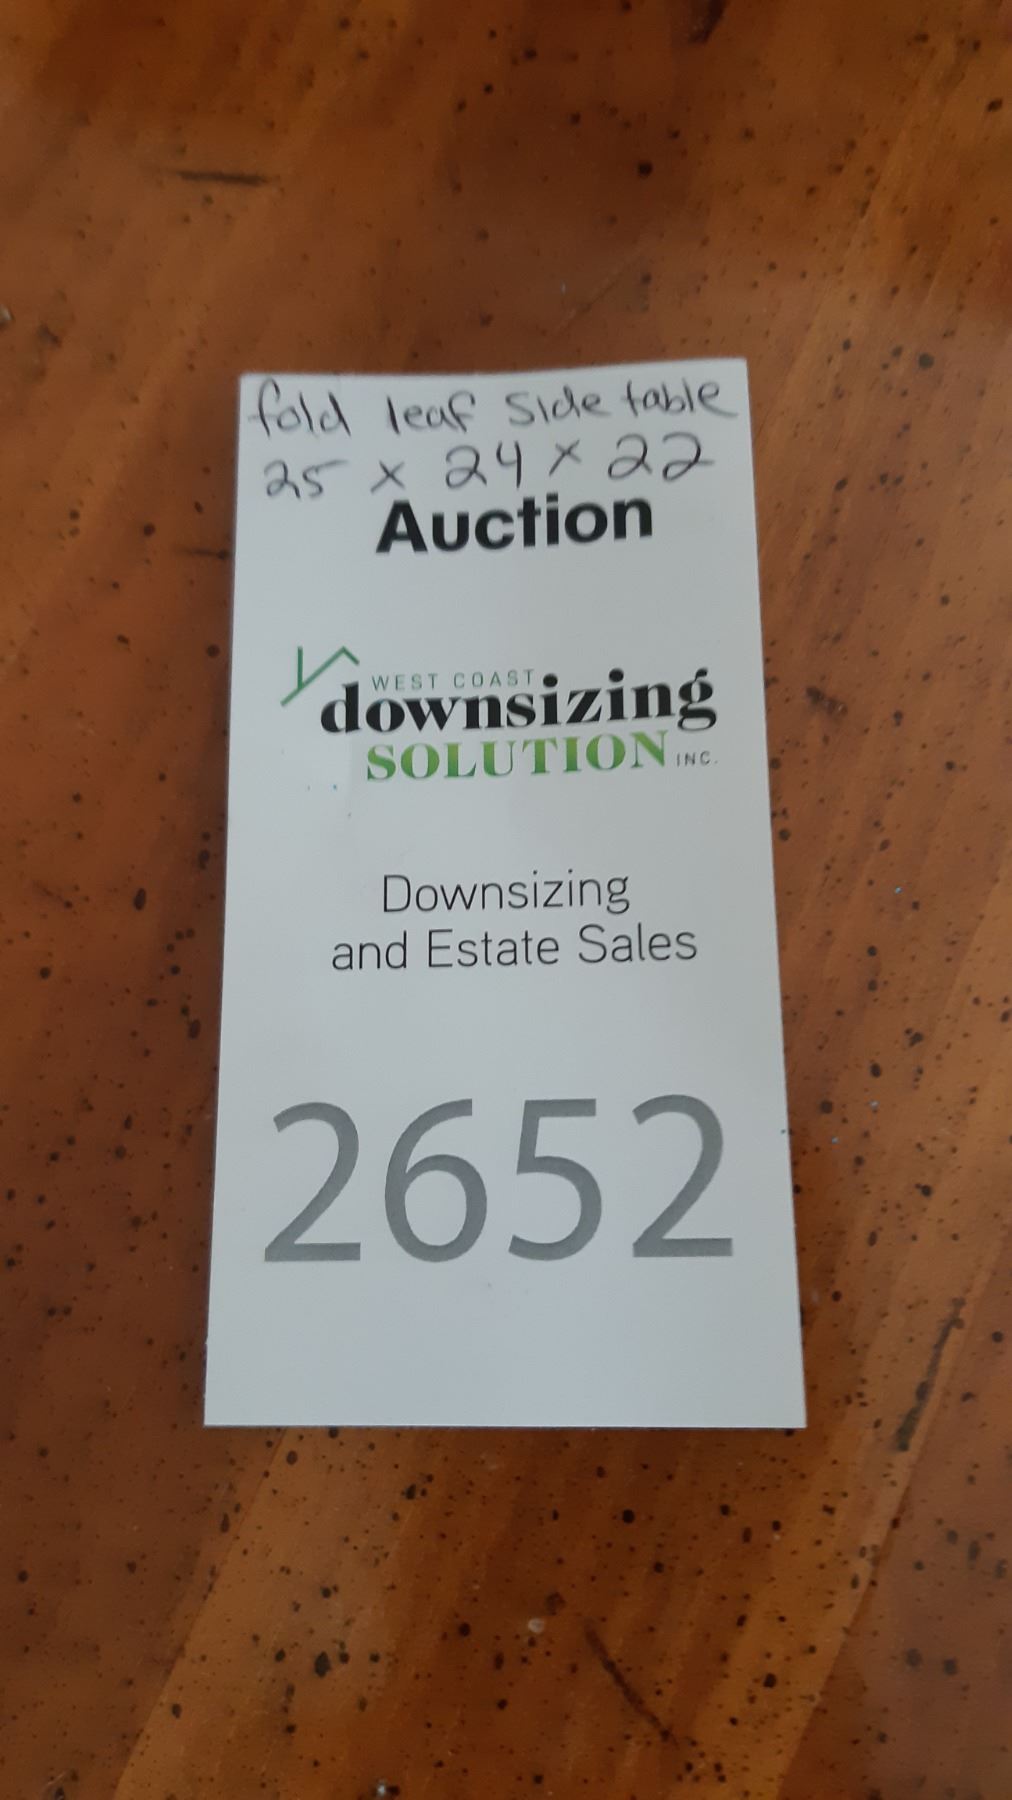 fold leaf side table
25 x 24 x 22
Auction
WEST COAST
downsizing
SOLUTION INC.
Downsizing
and Estate Sales
2652